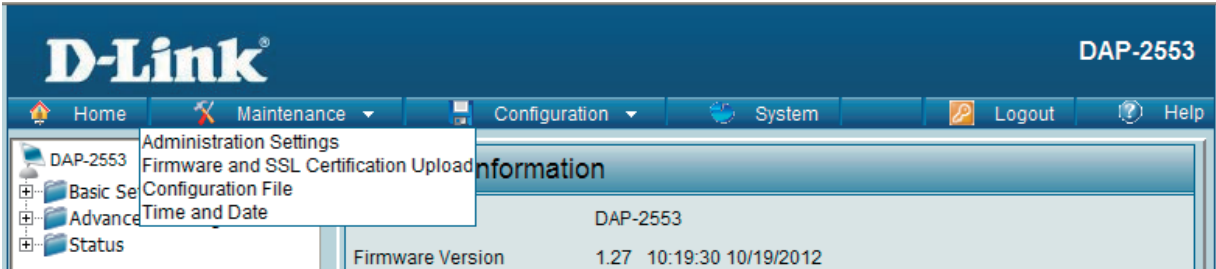 D-Link®
DAP-2553
Home Maintenance Configuration System Logout Help
Administration Settings
Firmware and SSL Certification Upload
Configuration File
Time and Date
DAP-2553
Basic Se
Advance
Status
nformation
DAP-2553
Firmware Version 1.27 10:19:30 10/19/2012